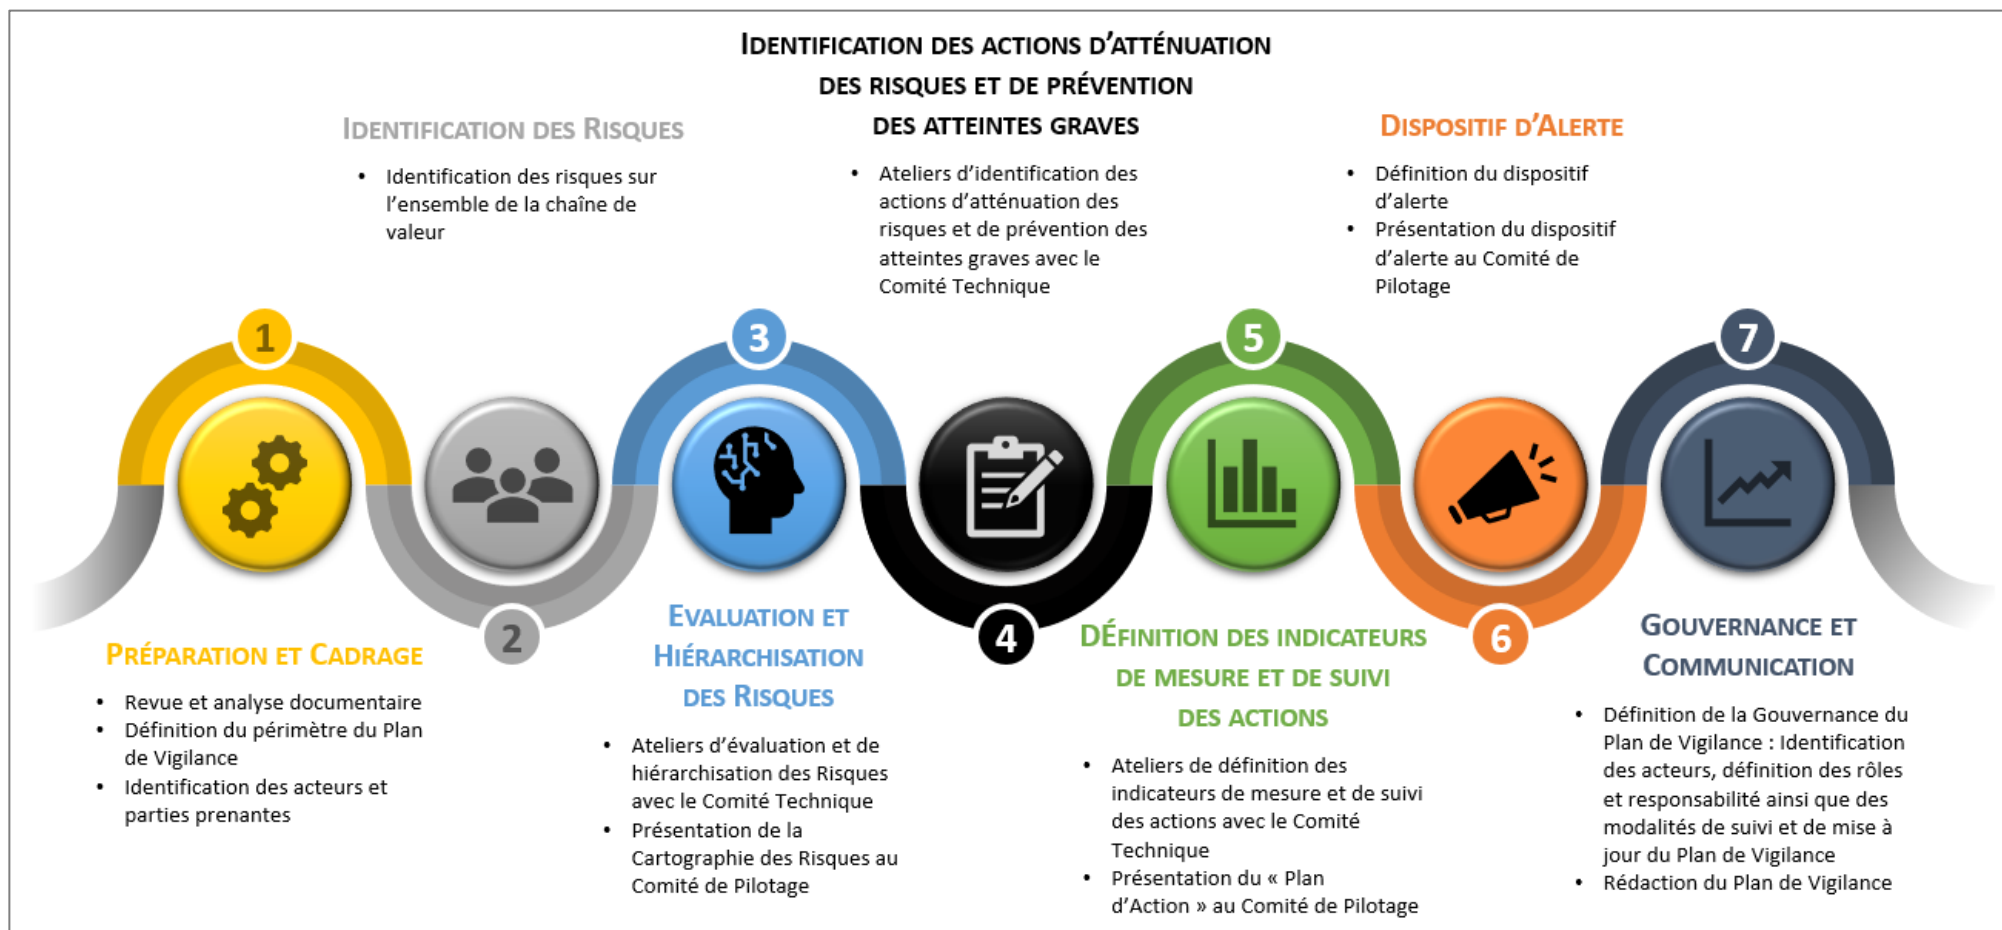 1
PRÉPARATION ET CADRAGE
• Revue et analyse documentaire
• Définition du périmètre du Plan
de Vigilance
• Identification des acteurs et
parties prenantes
IDENTIFICATION DES RISQUES
• Identification des risques sur
l’ensemble de la chaîne de
valeur
2
3
EVALUATION ET
HIÉRARCHISATION
DES RISQUES
• Ateliers d’évaluation et de
hiérarchisation des Risques
avec le Comité Technique
• Présentation de la
Cartographie des Risques au
Comité de Pilotage
IDENTIFICATION DES ACTIONS D’ATTÉNUATION
DES RISQUES ET DE PRÉVENTION
DES ATTEINTES GRAVES
• Ateliers d’identification des
actions d’atténuation des
risques et de prévention des
atteintes graves avec le
Comité Technique
4
5
DÉFINITION DES INDICATEURS
DE MESURE ET DE SUIVI
DES ACTIONS
• Ateliers de définition des
indicateurs de mesure et de suivi
des actions avec le Comité
Technique
• Présentation du « Plan
d’Action » au Comité de Pilotage
DISPOSITIF D’ALERTE
• Définition du dispositif
d’alerte
• Présentation du dispositif
d’alerte au Comité de
Pilotage
6
7
GOUVERNANCE ET
COMMUNICATION
• Définition de la Gouvernance du
Plan de Vigilance : Identification
des acteurs, définition des rôles
et responsabilité ainsi que des
modalités de suivi et de mise à
jour du Plan de Vigilance
• Rédaction du Plan de Vigilance